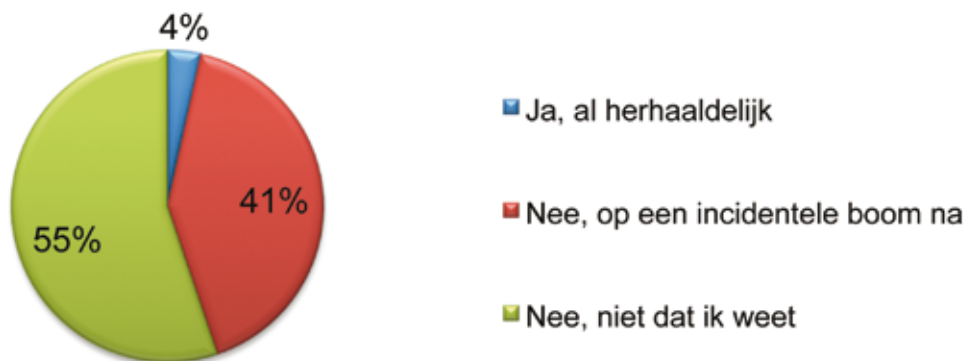 4%
41%
55%
Ja, al herhaaldelijk
Nee, op een incidentele boom na
Nee, niet dat ik weet